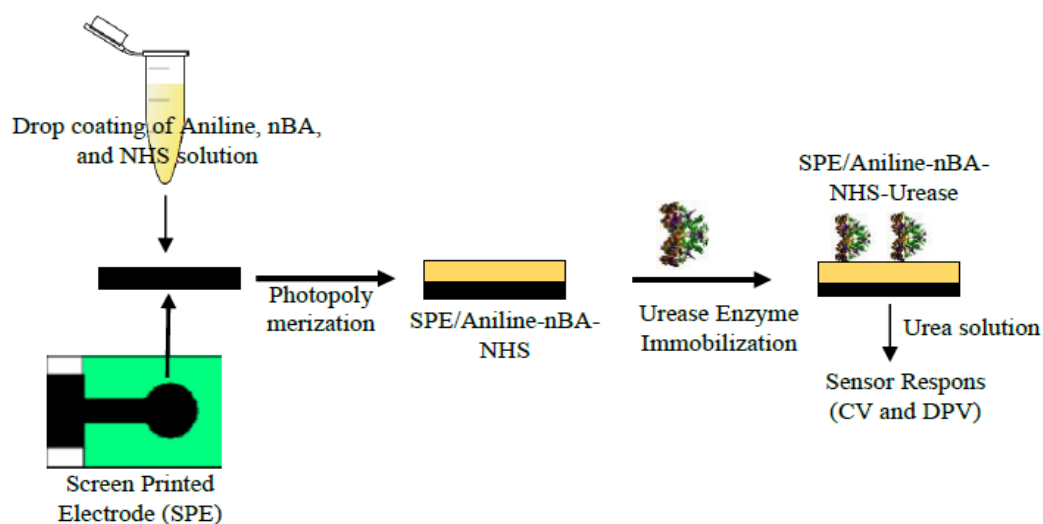 Drop coating of Aniline, nBA,
and NHS solution
Screen Printed
Electrode (SPE)
Photopoly
merization
SPE/Aniline-nBA-
NHS
Urease Enzyme
Immobilization
SPE/Aniline-nBA-
NHS-Urease
Urea solution
Sensor Respons
(CV and DPV)